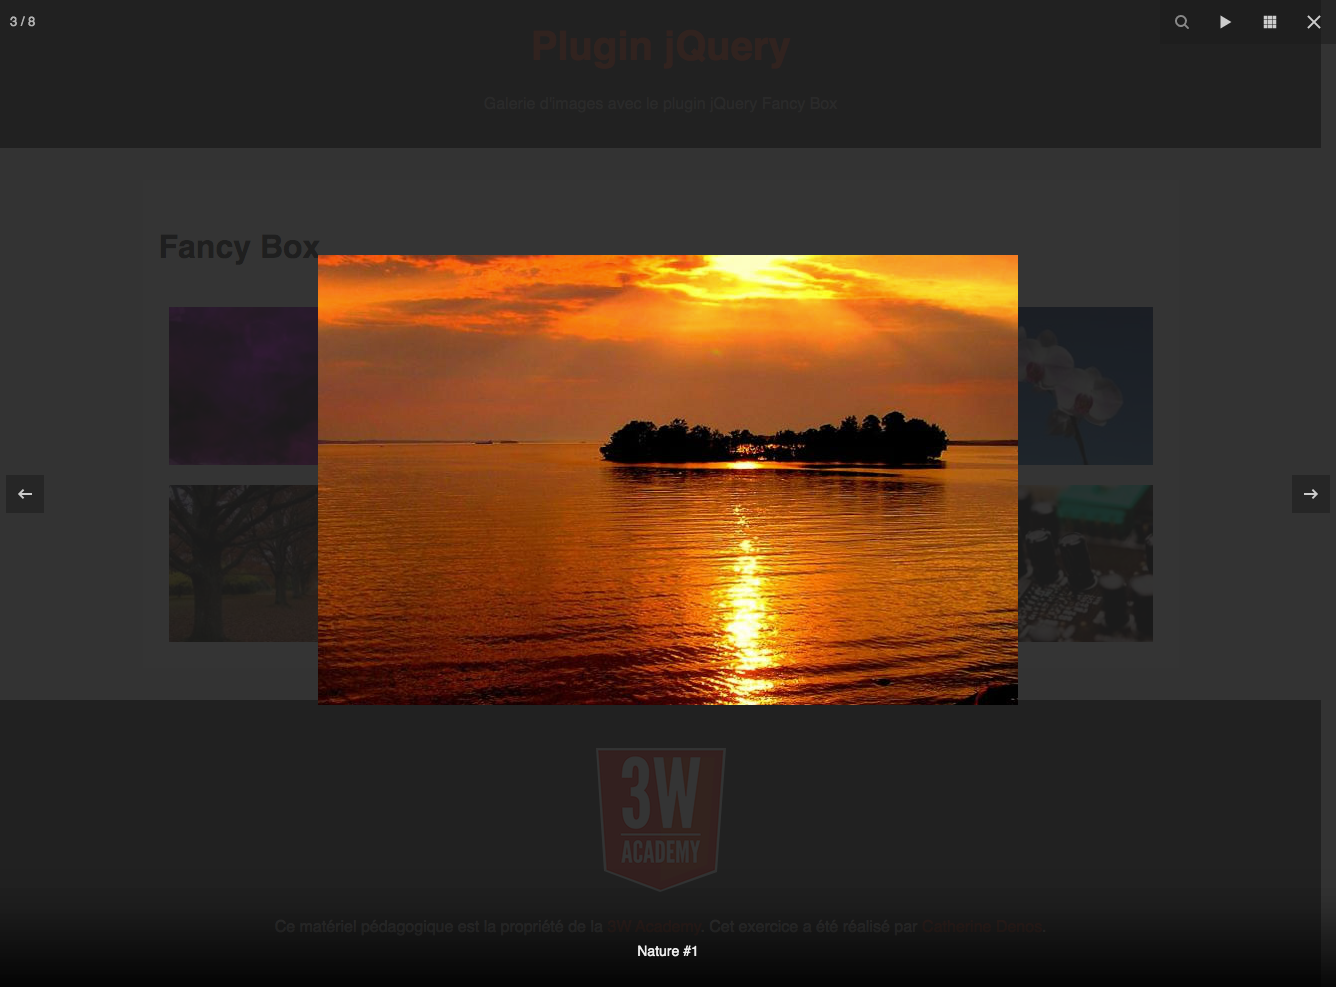 3 / 8
Plugin jQuery
Galerie d'images avec le plugin jQuery Fancy Box
Fancy Box
3W
ACADEMY
Ce matériel pédagogique est la propriété de la 3W Academy. Cet exercice a été réalisé par Catherine
Nature #1